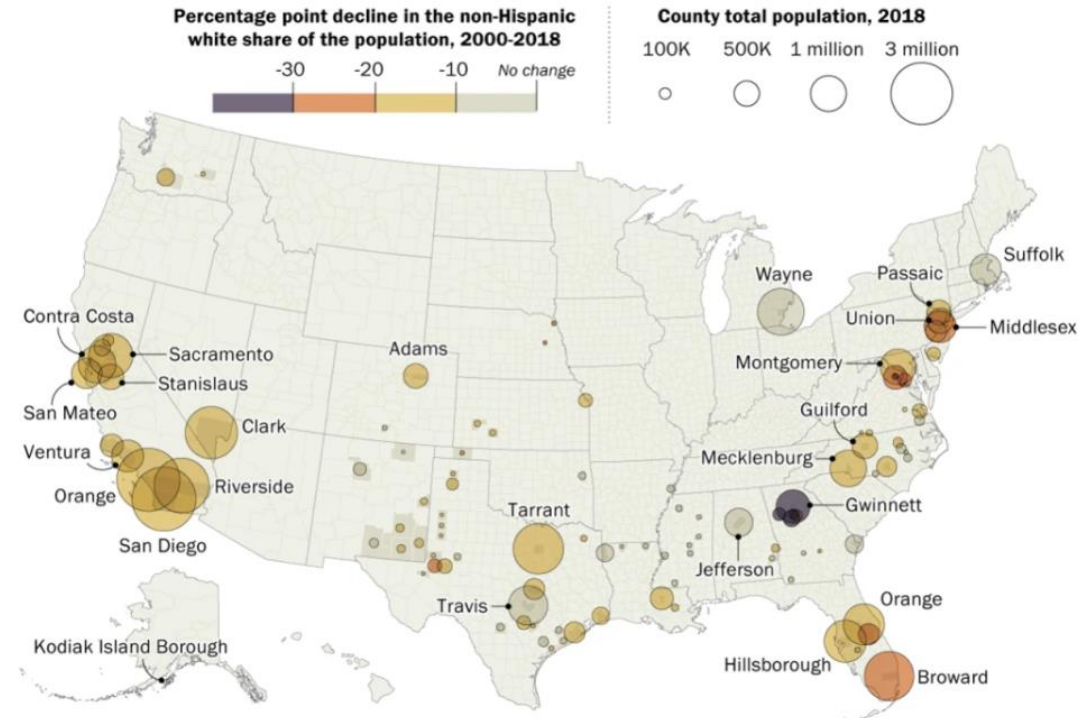 Percentage point decline in the non-Hispanic
white share of the population, 2000-2018
-30 -20 -10 No change
County total population, 2018
100K 500K 1 million 3 million
Suffolk
Wayne
Passaic
Contra Costa
Union
Middlesex
Sacramento
Adams
Montgomery
Stanislaus
San Mateo
Guilford
Clark
Ventura
Mecklenburg
Orange
Riverside
Gwinnett
Tarrant
San Diego
Jefferson
Travis
Orange
Kodiak Island Borough
Hillsborough
Broward